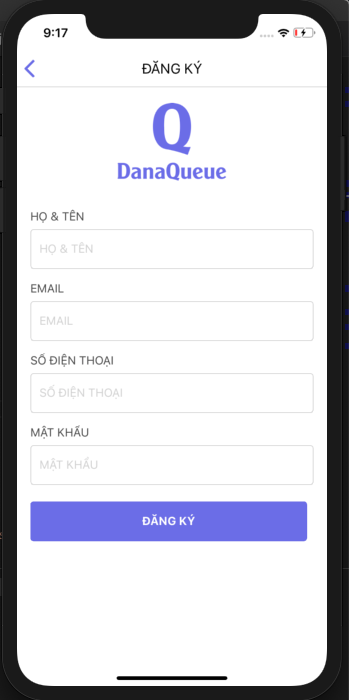 9:17
ĐĂNG KÝ
Q
DanaQueue
HỌ & TÊN
HỌ & TÊN
EMAIL
EMAIL
SỐ ĐIỆN THOẠI
SỐ ĐIỆN THOẠI
MẬT KHẨU
MẬT KHẨU
ĐĂNG KÝ